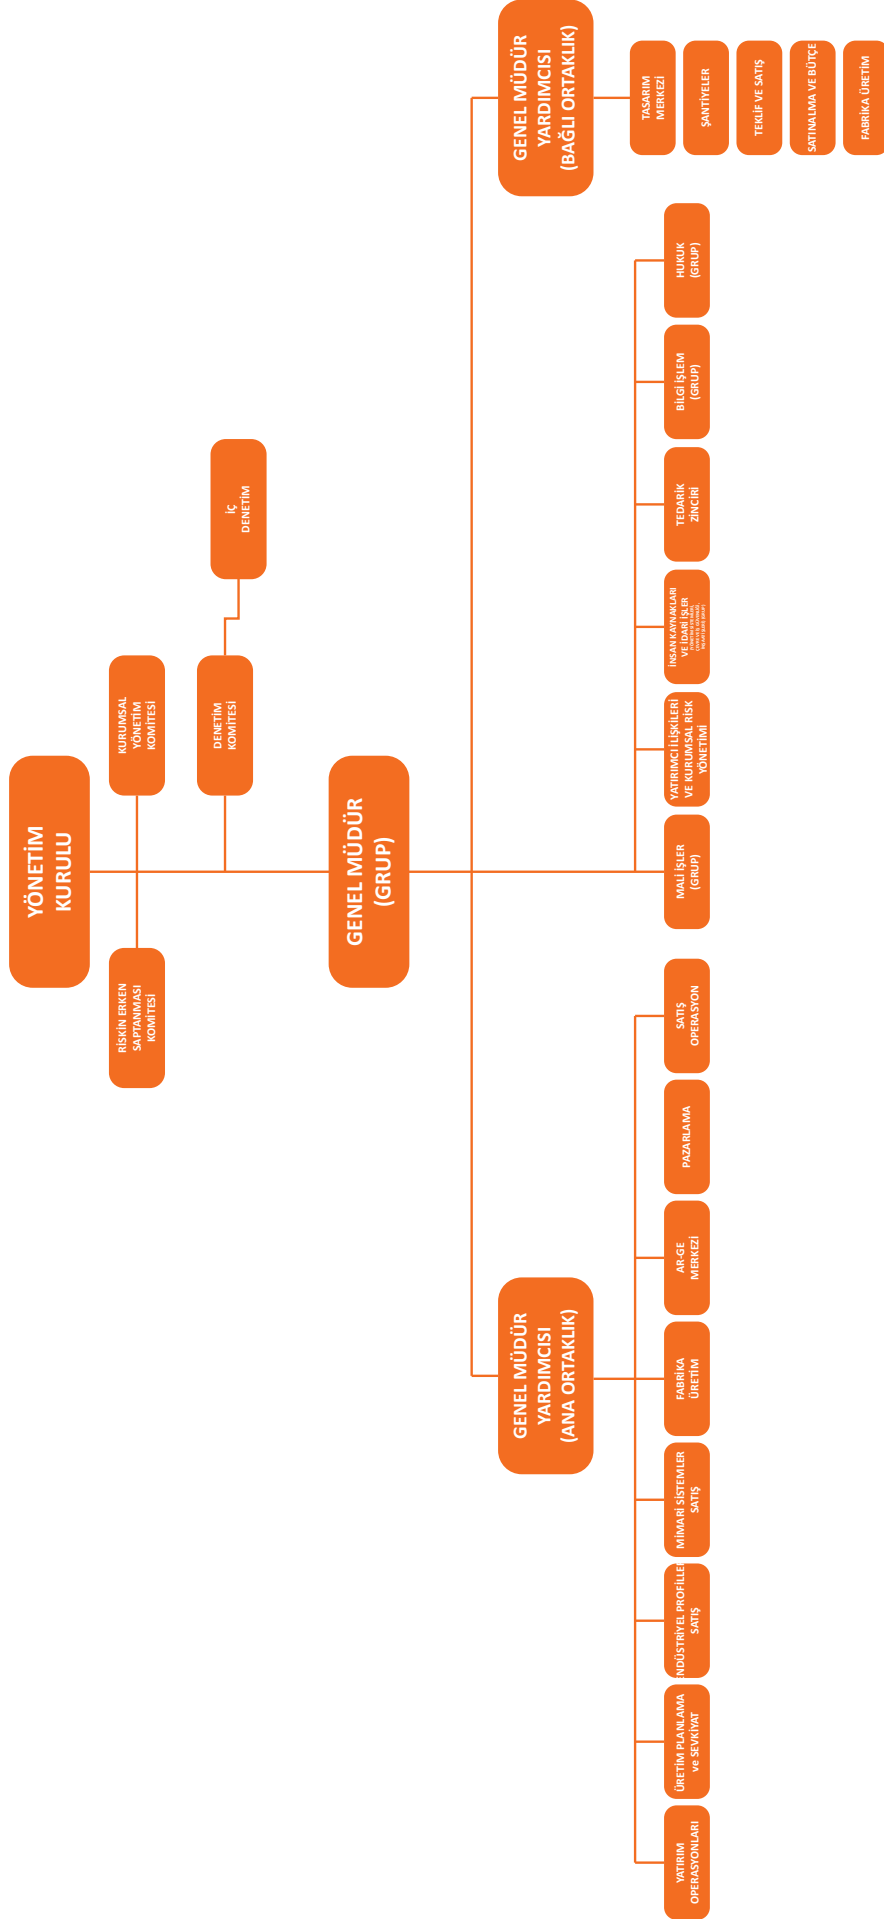 YÖNETİM
KURULU
RİSKİN ERKEN
SAPTANMASI
KOMİTESİ
KURUMSAL
YÖNETİM
KOMİTESİ
DENETİM
KOMİTESİ
İÇ
DENETİM
GENEL MÜDÜR
(GRUP)
GENEL MÜDÜR
YARDIMCISI
(ANA ORTAKLIK)
GENEL MÜDÜR
YARDIMCISI
(BAĞLI ORTAKLIK)
YATIRIM
OPERASYONLARI
ÜRETİM PLANLAMA
ve SEVKİYAT
ENDÜSTRİYEL PROFİLLER
SATIŞ
MİMARİ SİSTEMLER
SATIŞ
FABRİKA
ÜRETİM
AR-GE
MERKEZİ
PAZARLAMA
SATIŞ
OPERASYON
MALİ İŞLER
(GRUP)
YATIRIMCI İLİŞKİLERİ
VE KURUMSAL RİSK
YÖNETİMİ
İNSAN KAYNAKLARI
VE İDARİ İŞLER
TEDARİK
ZİNCİRİ
BİLGİ İŞLEM
(GRUP)
HUKUK
(GRUP)
TASARIM
MERKEZİ
ŞANTİYELER
TEKLİF VE SATIŞ
SATINALMA VE BÜTÇE
FABRİKA ÜRETİM